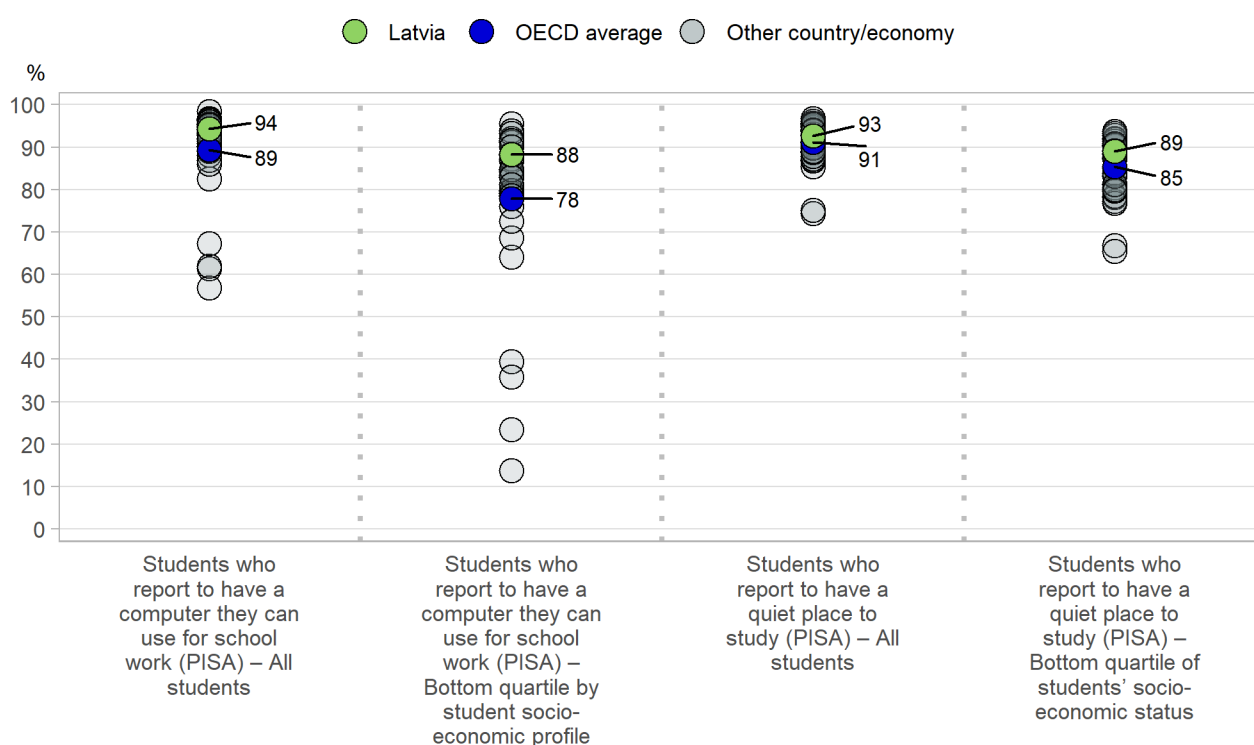 Latvia OECD average Other country/economy
%
100
90
80
70
60
50
40
30
20
10
0
94
89
88
78
93
91
89
85
Students who
report to have a
computer they can
use for school
work (PISA) – All
students
Students who
report to have a
computer they can
use for school
work (PISA) –
Bottom quartile by
student socio-
economic profile
Students who
report to have a
quiet place to
study (PISA) – All
students
Students who
report to have a
quiet place to
study (PISA) –
Bottom quartile of
students’ socio-
economic status